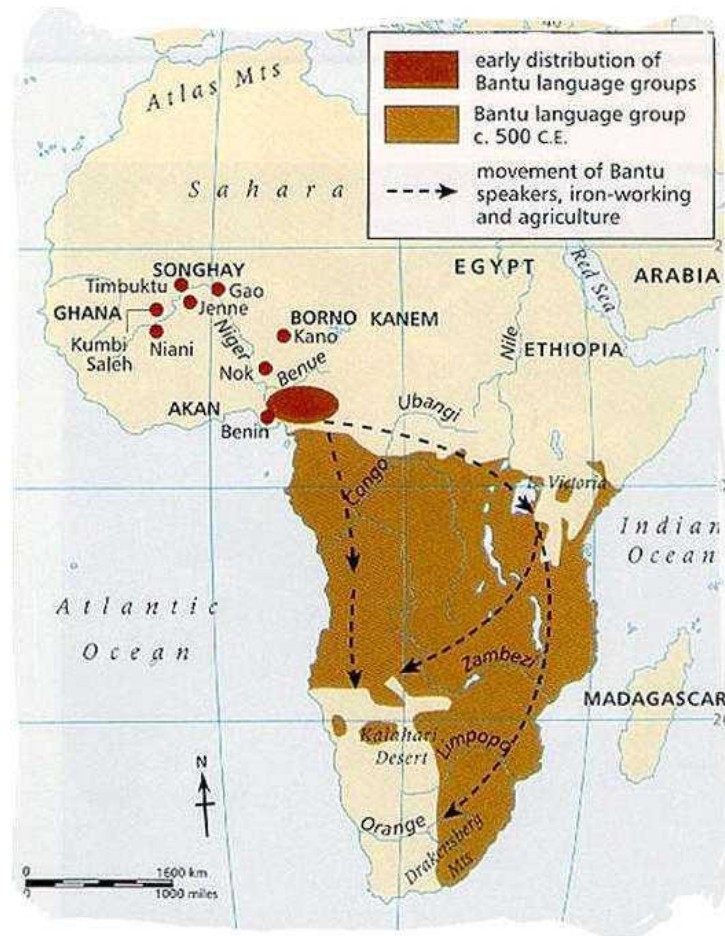 early distribution of
Bantu language groups
Bantu language group
c. 500 C.E.
movement of Bantu
speakers, iron-working
and agriculture
Atlas Mts
Sahara
EGYPT
Red Sea
ARABIA
SONGHAY
Timbuktu
Gao
GHANA
Jenne
BORNO KANEM
Kumbi
Saleh
Niani
Niger
Kano
Nile
ETHIOPIA
Nok
Benue
AKAN
Ubangi
Benin
Congo
L. Victoria
Indian
Ocean
Atlantic
Ocean
Zambezi
MADAGASCAR
20
Kalahari
Desert
Limpopo
N
Orange
Drakensberg
Mts
0
1600 km
0
1000 miles